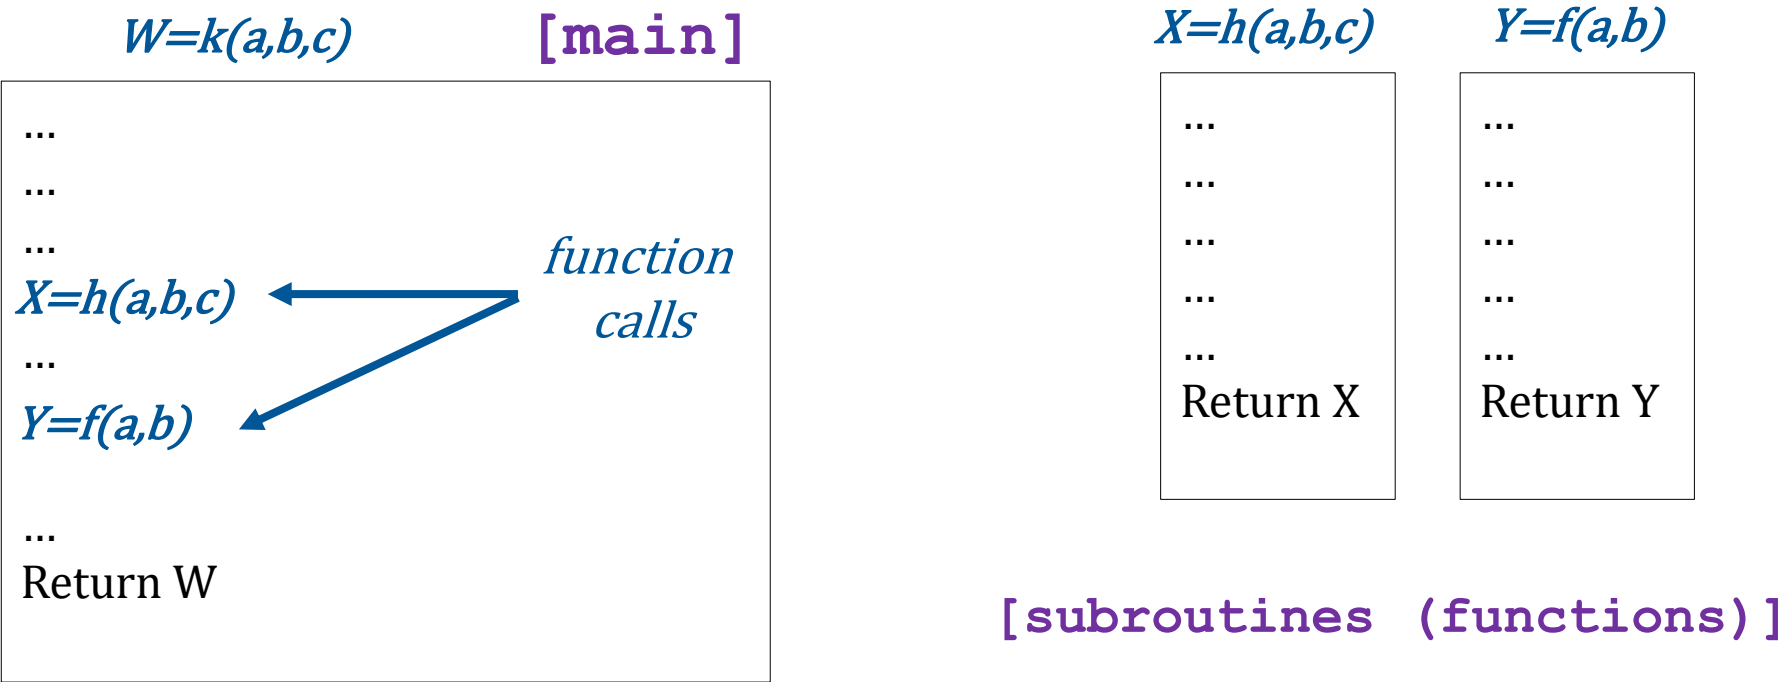 W=k(a,b,c) [main]
...
...
...
X=h(a,b,c)
...
Y=f(a,b)
...
Return W
function
calls
X=h(a,b,c)
...
...
...
...
...
Return X
Y=f(a,b)
...
...
...
...
...
Return Y
[subroutines (functions)]